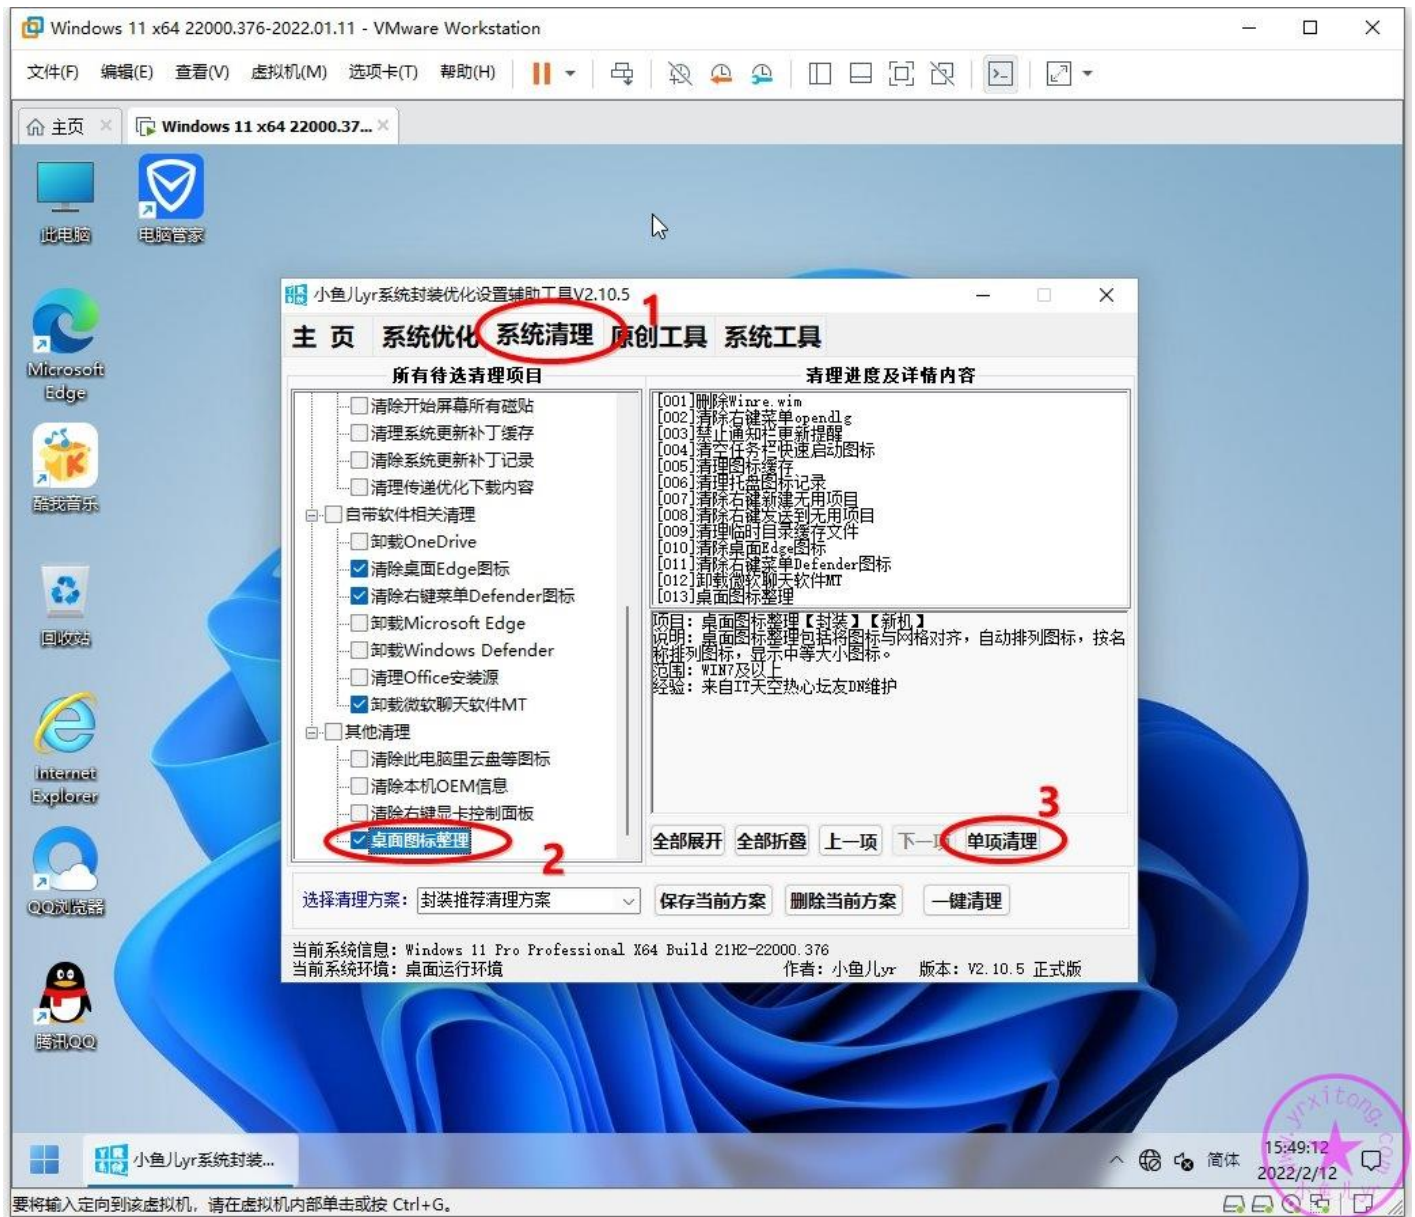 Windows 11 x64 22000.376-2022.01.11 - VMware Workstation
文件(F) 编辑(E) 查看(V) 虚拟机(M) 选项卡(T) 帮助(H)
主页 Windows 11 x64 22000.37...
此电脑
电脑管家
Microsoft
Edge
酷我音乐
回收站
Internet
Explorer
QQ浏览器
腾讯QQ
小鱼儿yr系统封装优化设置辅助工具V2.10.5
1
主 页 系统优化 系统清理 原创工具 系统工具
所有待选清理项目
清除开始屏幕所有磁贴
清理系统更新补丁缓存
清除系统更新补丁记录
清理传递优化下载内容
自带软件相关清理
卸载OneDrive
清除桌面Edge图标
清除右键菜单Defender图标
卸载Microsoft Edge
卸载Windows Defender
清理Office安装源
卸载微软聊天软件MT
其他清理
清除此电脑里云盘等图标
清除本机OEM信息
清除右键显卡控制面板
桌面图标整理
2
清理进度及详情内容
[001]删除Winre.wim
[002]清除右键菜单opendlg
[003]禁止通知栏更新提醒
[004]清空任务栏快速启动图标
[005]清理图标缓存
[006]清理托盘图标记录
[007]清除右键新建无用项目
[008]清除右键发送到无用项目
[009]清理临时目录缓存文件
[010]清除桌面Edge图标
[011]清除右键菜单Defender图标
[012]卸载微软聊天软件MT
[013]桌面图标整理
项目：桌面图标整理【封装】【新机】
说明：桌面图标整理包括将图标与网格对齐，自动排列图标，按名
称排列图标，显示中等大小图标。
范围：WIN7及以上
经验：来自IT天空热心坛友DN维护
3
全部展开 全部折叠 上一项 下一项 单项清理
选择清理方案： 封装推荐清理方案 保存当前方案 删除当前方案 一键清理
当前系统信息：Windows 11 Pro Professional X64 Build 21H2-22000.376
当前系统环境：桌面运行环境 作者：小鱼儿yr 版本：V2.10.5 正式版
小鱼儿yr系统封装... 简体 15:49:12
2022/2/12
www.yrxitong.com
小鱼儿yr
要将输入定向到该虚拟机，请在虚拟机内部单击或按 Ctrl+G。